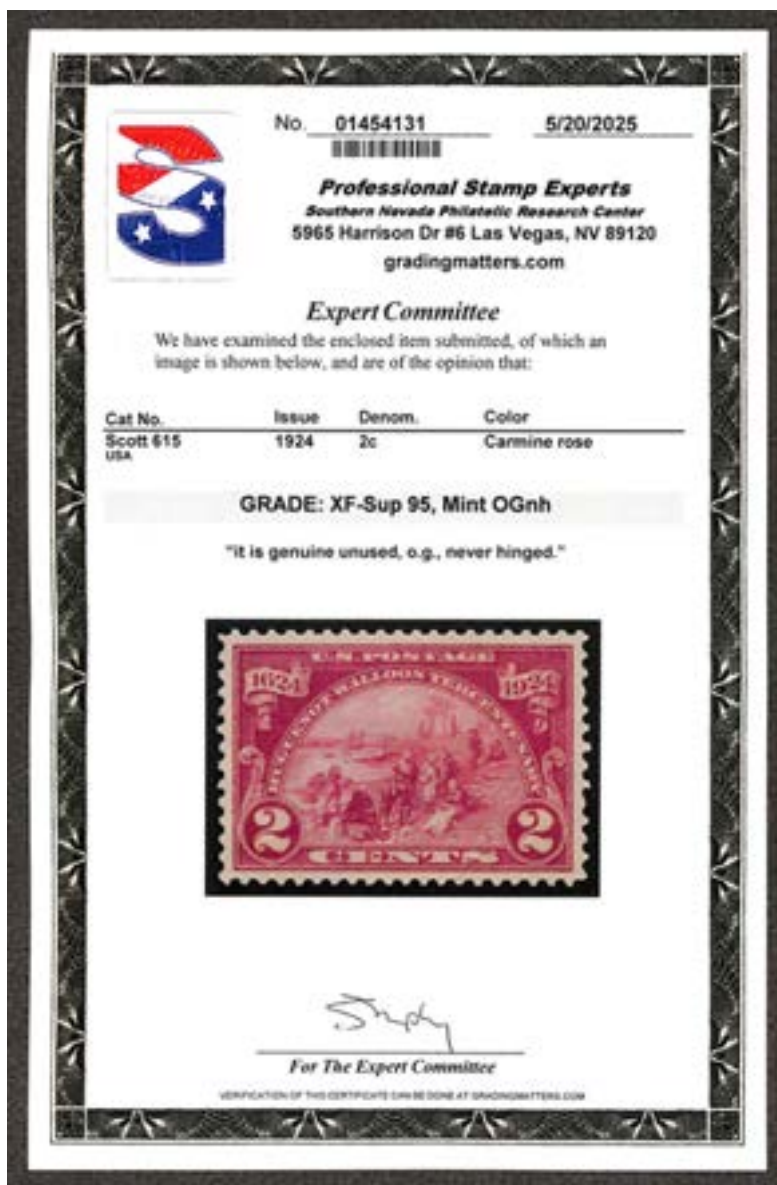 No. 01454131 5/20/2025
Professional Stamp Experts
Southern Nevada Philatelic Research Center
5965 Harrison Dr #6 Las Vegas, NV 89120
gradingmatters.com
Expert Committee
We have examined the enclosed item submitted, of which an
image is shown below, and are of the opinion that:
Cat No. Issue Denom. Color
Scott 615 1924 2c Carmine rose
USA
GRADE: XF-Sup 95, Mint OGnh
"it is genuine unused, o.g., never hinged."
U.S. POSTAGE
1624 1924
HUGUENOT WALLOON TERCENTENARY
2 2
CENTS
For The Expert Committee
VERIFICATION OF THIS CERTIFICATE CAN BE DONE AT GRADINGMATTERS.COM